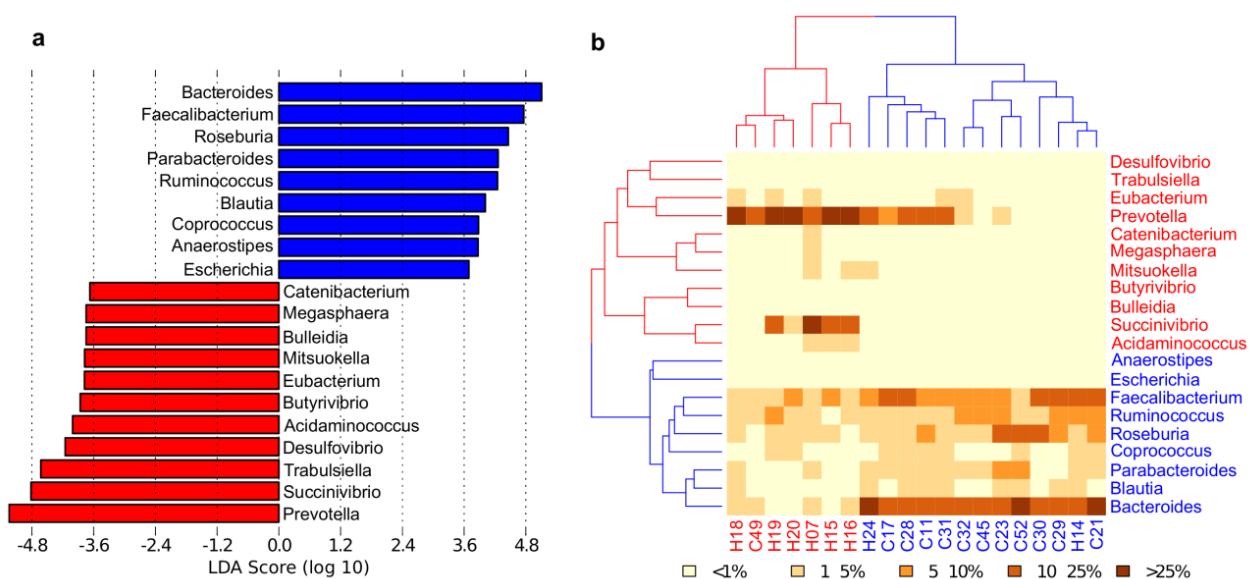 a
Bacteroides
Faecalibacterium
Roseburia
Parabacteroides
Ruminococcus
Blautia
Coprococcus
Anaerostipes
Escherichia
Catenibacterium
Megasphaera
Bulleidia
Mitsuokella
Eubacterium
Butyrivibrio
Acidaminococcus
Desulfovibrio
Trabulsiella
Succinivibrio
Prevotella
-4.8 -3.6 -2.4 -1.2 0.0 1.2 2.4 3.6 4.8
LDA Score (log 10)
b
Desulfovibrio
Trabulsiella
Eubacterium
Prevotella
Catenibacterium
Megasphaera
Mitsuokella
Butyrivibrio
Bulleidia
Succinivibrio
Acidaminococcus
Anaerostipes
Escherichia
Faecalibacterium
Ruminococcus
Roseburia
Coprococcus
Parabacteroides
Blautia
Bacteroides
H18 C49 H19 H20 H07 H15 H16 H24 C17 C28 C11 C31 C32 C45 C23 C52 C30 C29 H14 C21
<1% 1 5% 5 10% 10 25% >25%